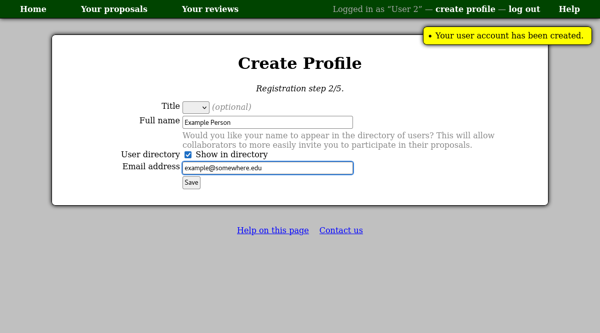 Home Your proposals Your reviews Logged in as “User 2” — create profile — log out Help
• Your user account has been created.
Create Profile
Registration step 2/5.
Title (optional)
Full name Example Person
Would you like your name to appear in the directory of users? This will allow
collaborators to more easily invite you to participate in their proposals.
User directory Show in directory
Email address example@somewhere.edu
Save
Help on this page Contact us